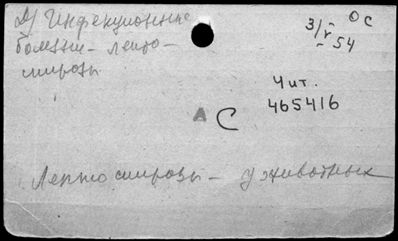 Д) Инфекционные
болезни - лепто-
спирозы
ОС
3/V-54
Чит.
465416
А С
Лептоспирозы - у животных